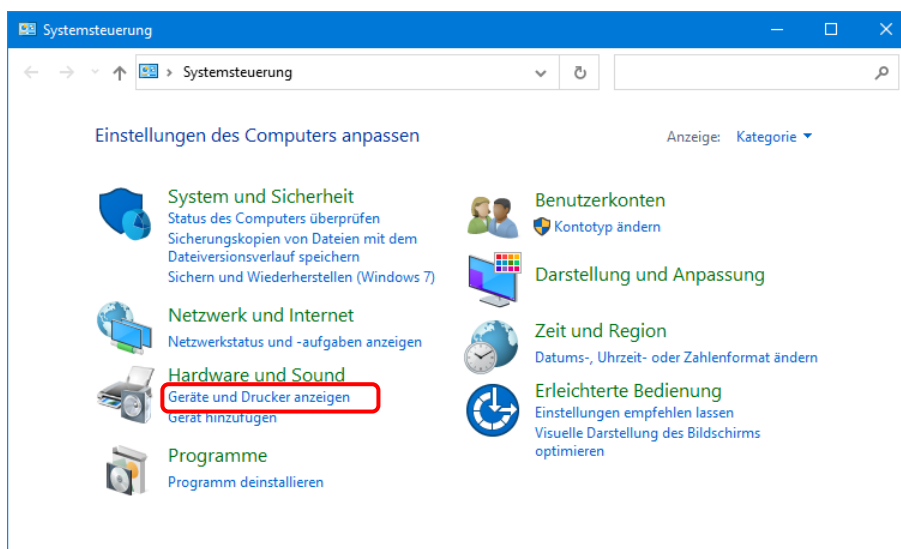 Systemsteuerung
Systemsteuerung
Einstellungen des Computers anpassen
Anzeige: Kategorie
System und Sicherheit
Status des Computers überprüfen
Sicherungskopien von Dateien mit dem
Dateiversionsverlauf speichern
Sichern und Wiederherstellen (Windows 7)
Netzwerk und Internet
Netzwerkstatus und -aufgaben anzeigen
Hardware und Sound
Geräte und Drucker anzeigen
Gerät hinzufügen
Programme
Programm deinstallieren
Benutzerkonten
Kontotyp ändern
Darstellung und Anpassung
Zeit und Region
Datums-, Uhrzeit- oder Zahlenformat ändern
Erleichterte Bedienung
Einstellungen empfehlen lassen
Visuelle Darstellung des Bildschirms
optimieren